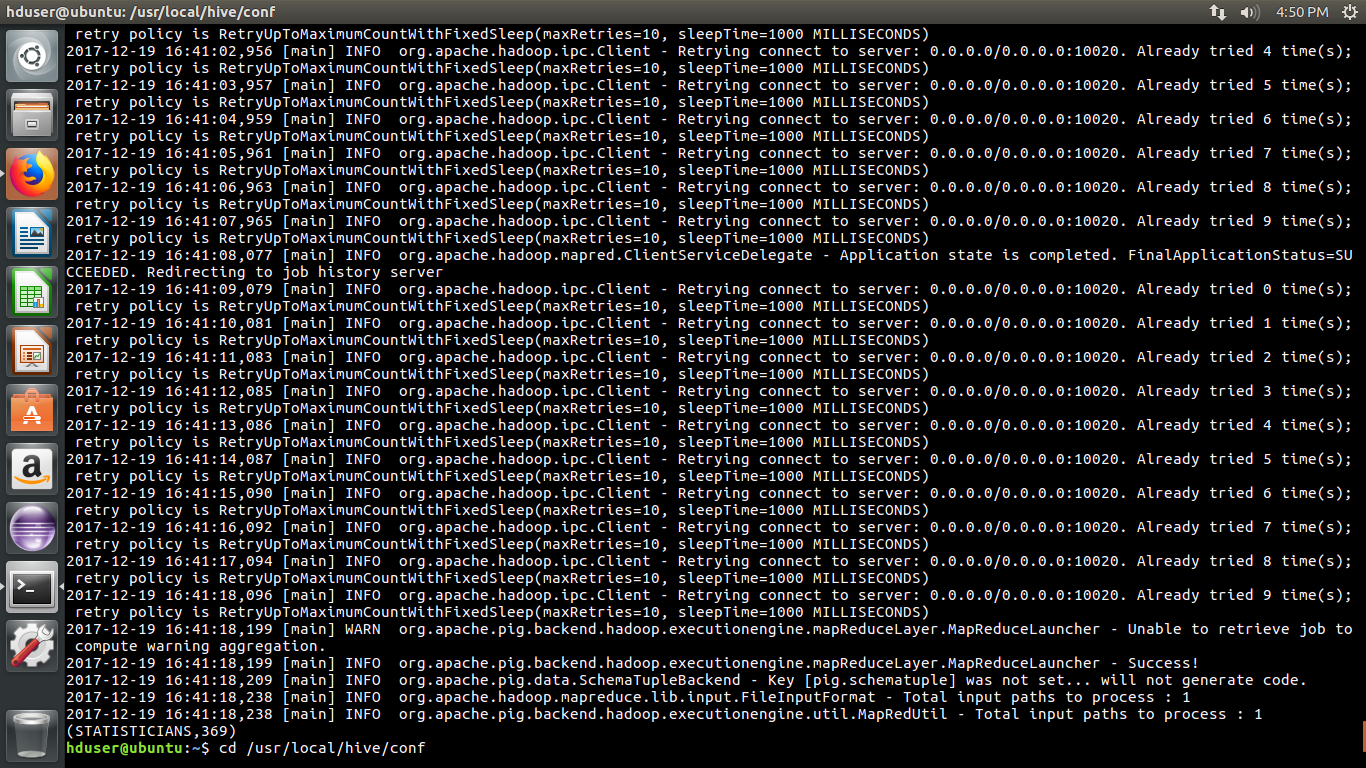 hduser@ubuntu: /usr/local/hive/conf
4:50 PM
retry policy is RetryUpToMaximumCountWithFixedSleep(maxRetries=10, sleepTime=1000 MILLISECONDS)
2017-12-19 16:41:02,956 [main] INFO  org.apache.hadoop.ipc.Client - Retrying connect to server: 0.0.0.0/0.0.0.0:10020. Already tried 4 time(s);
retry policy is RetryUpToMaximumCountWithFixedSleep(maxRetries=10, sleepTime=1000 MILLISECONDS)
2017-12-19 16:41:03,957 [main] INFO  org.apache.hadoop.ipc.Client - Retrying connect to server: 0.0.0.0/0.0.0.0:10020. Already tried 5 time(s);
retry policy is RetryUpToMaximumCountWithFixedSleep(maxRetries=10, sleepTime=1000 MILLISECONDS)
2017-12-19 16:41:04,959 [main] INFO  org.apache.hadoop.ipc.Client - Retrying connect to server: 0.0.0.0/0.0.0.0:10020. Already tried 6 time(s);
retry policy is RetryUpToMaximumCountWithFixedSleep(maxRetries=10, sleepTime=1000 MILLISECONDS)
2017-12-19 16:41:05,961 [main] INFO  org.apache.hadoop.ipc.Client - Retrying connect to server: 0.0.0.0/0.0.0.0:10020. Already tried 7 time(s);
retry policy is RetryUpToMaximumCountWithFixedSleep(maxRetries=10, sleepTime=1000 MILLISECONDS)
2017-12-19 16:41:06,963 [main] INFO  org.apache.hadoop.ipc.Client - Retrying connect to server: 0.0.0.0/0.0.0.0:10020. Already tried 8 time(s);
retry policy is RetryUpToMaximumCountWithFixedSleep(maxRetries=10, sleepTime=1000 MILLISECONDS)
2017-12-19 16:41:07,965 [main] INFO  org.apache.hadoop.ipc.Client - Retrying connect to server: 0.0.0.0/0.0.0.0:10020. Already tried 9 time(s);
retry policy is RetryUpToMaximumCountWithFixedSleep(maxRetries=10, sleepTime=1000 MILLISECONDS)
2017-12-19 16:41:08,077 [main] INFO  org.apache.hadoop.mapred.ClientServiceDelegate - Application state is completed. FinalApplicationStatus=SU
CCEEDED. Redirecting to job history server
2017-12-19 16:41:09,079 [main] INFO  org.apache.hadoop.ipc.Client - Retrying connect to server: 0.0.0.0/0.0.0.0:10020. Already tried 0 time(s);
retry policy is RetryUpToMaximumCountWithFixedSleep(maxRetries=10, sleepTime=1000 MILLISECONDS)
2017-12-19 16:41:10,081 [main] INFO  org.apache.hadoop.ipc.Client - Retrying connect to server: 0.0.0.0/0.0.0.0:10020. Already tried 1 time(s);
retry policy is RetryUpToMaximumCountWithFixedSleep(maxRetries=10, sleepTime=1000 MILLISECONDS)
2017-12-19 16:41:11,083 [main] INFO  org.apache.hadoop.ipc.Client - Retrying connect to server: 0.0.0.0/0.0.0.0:10020. Already tried 2 time(s);
retry policy is RetryUpToMaximumCountWithFixedSleep(maxRetries=10, sleepTime=1000 MILLISECONDS)
2017-12-19 16:41:12,085 [main] INFO  org.apache.hadoop.ipc.Client - Retrying connect to server: 0.0.0.0/0.0.0.0:10020. Already tried 3 time(s);
retry policy is RetryUpToMaximumCountWithFixedSleep(maxRetries=10, sleepTime=1000 MILLISECONDS)
2017-12-19 16:41:13,086 [main] INFO  org.apache.hadoop.ipc.Client - Retrying connect to server: 0.0.0.0/0.0.0.0:10020. Already tried 4 time(s);
retry policy is RetryUpToMaximumCountWithFixedSleep(maxRetries=10, sleepTime=1000 MILLISECONDS)
2017-12-19 16:41:14,087 [main] INFO  org.apache.hadoop.ipc.Client - Retrying connect to server: 0.0.0.0/0.0.0.0:10020. Already tried 5 time(s);
retry policy is RetryUpToMaximumCountWithFixedSleep(maxRetries=10, sleepTime=1000 MILLISECONDS)
2017-12-19 16:41:15,090 [main] INFO  org.apache.hadoop.ipc.Client - Retrying connect to server: 0.0.0.0/0.0.0.0:10020. Already tried 6 time(s);
retry policy is RetryUpToMaximumCountWithFixedSleep(maxRetries=10, sleepTime=1000 MILLISECONDS)
2017-12-19 16:41:16,092 [main] INFO  org.apache.hadoop.ipc.Client - Retrying connect to server: 0.0.0.0/0.0.0.0:10020. Already tried 7 time(s);
retry policy is RetryUpToMaximumCountWithFixedSleep(maxRetries=10, sleepTime=1000 MILLISECONDS)
2017-12-19 16:41:17,094 [main] INFO  org.apache.hadoop.ipc.Client - Retrying connect to server: 0.0.0.0/0.0.0.0:10020. Already tried 8 time(s);
retry policy is RetryUpToMaximumCountWithFixedSleep(maxRetries=10, sleepTime=1000 MILLISECONDS)
2017-12-19 16:41:18,096 [main] INFO  org.apache.hadoop.ipc.Client - Retrying connect to server: 0.0.0.0/0.0.0.0:10020. Already tried 9 time(s);
retry policy is RetryUpToMaximumCountWithFixedSleep(maxRetries=10, sleepTime=1000 MILLISECONDS)
2017-12-19 16:41:18,199 [main] WARN  org.apache.pig.backend.hadoop.executionengine.mapReduceLayer.MapReduceLauncher - Unable to retrieve job to
compute warning aggregation.
2017-12-19 16:41:18,199 [main] INFO  org.apache.pig.backend.hadoop.executionengine.mapReduceLayer.MapReduceLauncher - Success!
2017-12-19 16:41:18,209 [main] INFO  org.apache.pig.data.SchemaTupleBackend - Key [pig.schematuple] was not set... will not generate code.
2017-12-19 16:41:18,238 [main] INFO  org.apache.hadoop.mapreduce.lib.input.FileInputFormat - Total input paths to process : 1
2017-12-19 16:41:18,238 [main] INFO  org.apache.pig.backend.hadoop.executionengine.util.MapRedUtil - Total input paths to process : 1
(STATISTICIANS,369)
hduser@ubuntu:~$ cd /usr/local/hive/conf